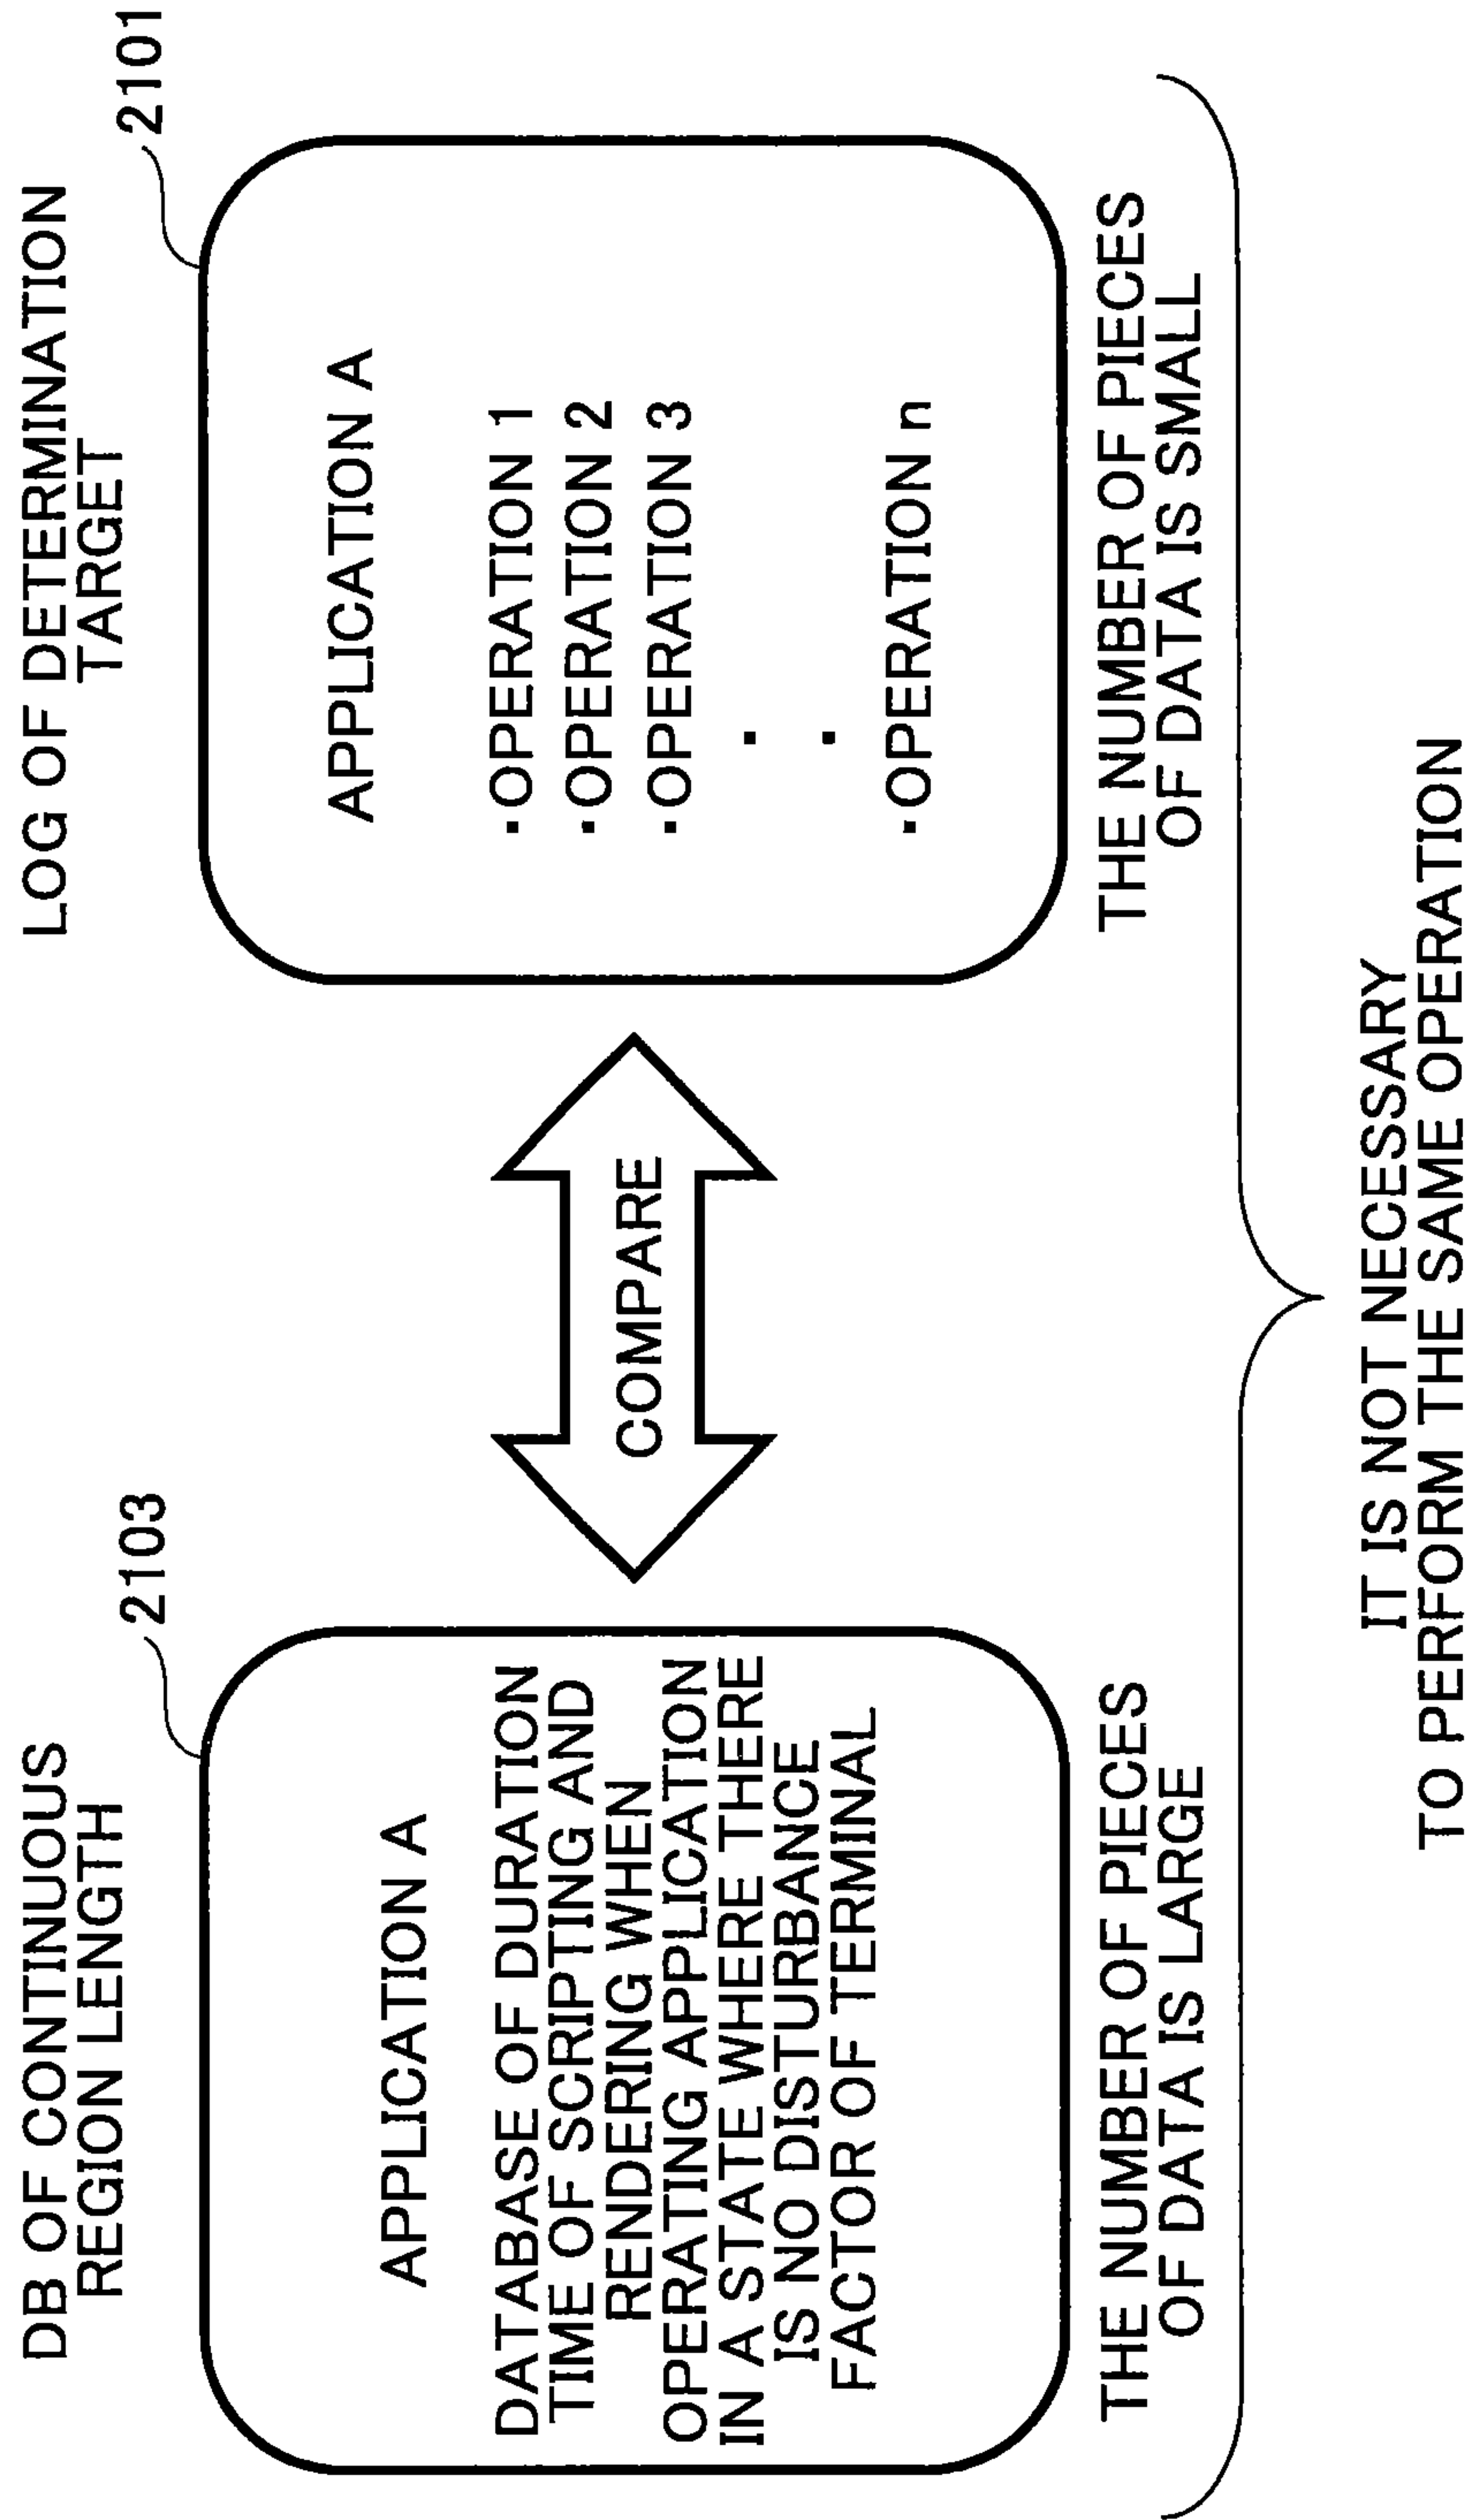 DB OF CONTINUOUS
REGION LENGTH
2103
APPLICATION A
DATABASE OF DURATION
TIME OF SCRIPTING AND
RENDERING WHEN
OPERATING APPLICATION
IN A STATE WHERE THERE
IS NO DISTURBANCE
FACTOR OF TERMINAL
THE NUMBER OF PIECES
OF DATA IS LARGE
COMPARE
LOG OF DETERMINATION
TARGET
2101
APPLICATION A
. OPERATION 1
. OPERATION 2
. OPERATION 3
.
.
. OPERATION n
THE NUMBER OF PIECES
OF DATA IS SMALL
IT IS NOT NECESSARY
TO PERFORM THE SAME OPERATION